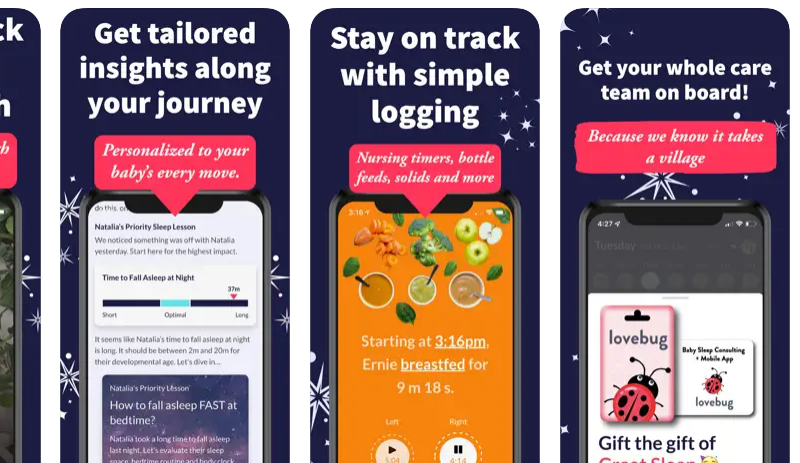 ck
h
h
Get tailored
insights along
your journey
Personalized to your
baby's every move.
do this, or
Natalia's Priority Sleep Lesson
We noticed something was off with Natalia
yesterday. Start here for the highest impact.
Time to Fall Asleep at Night
37m
Short Optimal Long
It seems like Natalia's time to fall asleep at night
is long. It should be between 2m and 20m for
their developmental age. Let's dive in...
Natalia's Priority Lesson
How to fall asleep FAST at
bedtime?
Natalia took a long time to fall asleep
last night. Let's evaluate their sleep
space, bedtime routine and body clock
Stay on track
with simple
logging
Nursing timers, bottle
feeds, solids and more
3:16
Starting at 3:16pm,
Ernie breastfed for
9 m 18 s.
Left Right
5:04 4:14
Get your whole care
team on board!
Because we know it takes
a village
4:27
Tuesday
lovebug
Baby Sleep Consulting
+ Mobile App
lovebug
Gift the gift of
Great Sleep